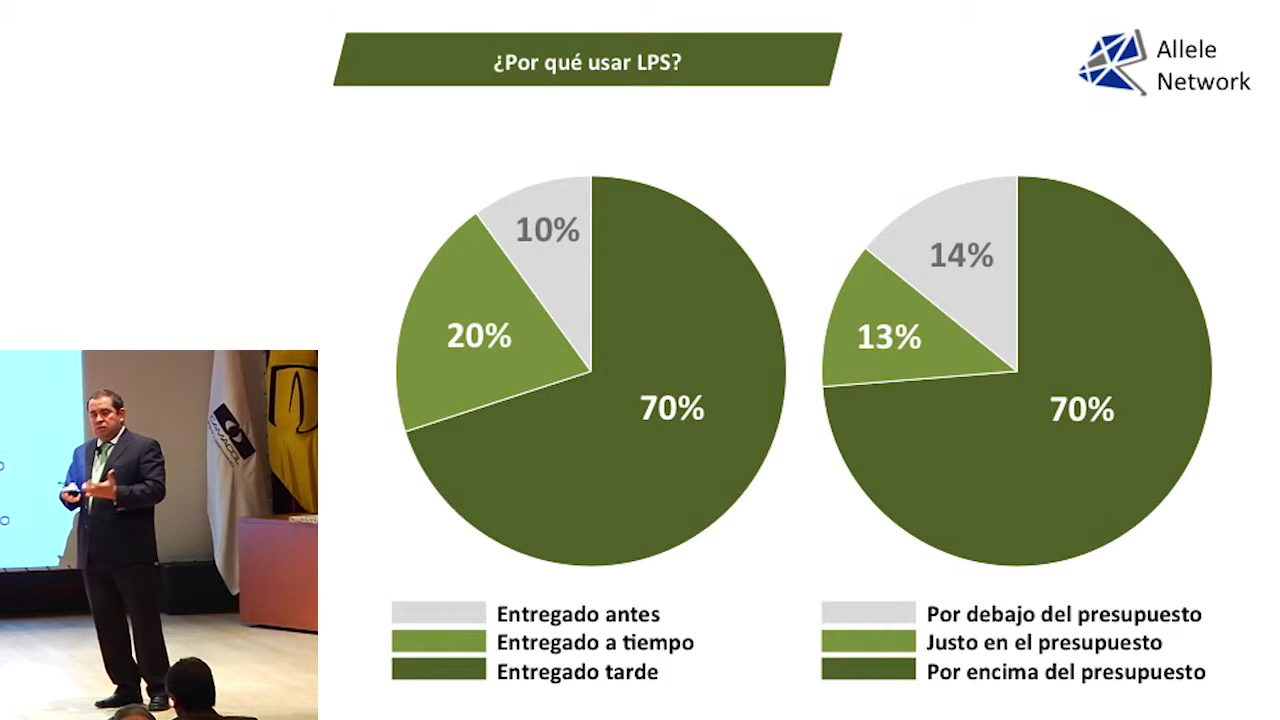 ¿Por qué usar LPS?
Allele
Network
10%
20%
70%
14%
13%
70%
Entregado antes
Entregado a tiempo
Entregado tarde
Por debajo del presupuesto
Justo en el presupuesto
Por encima del presupuesto
CAMACOL